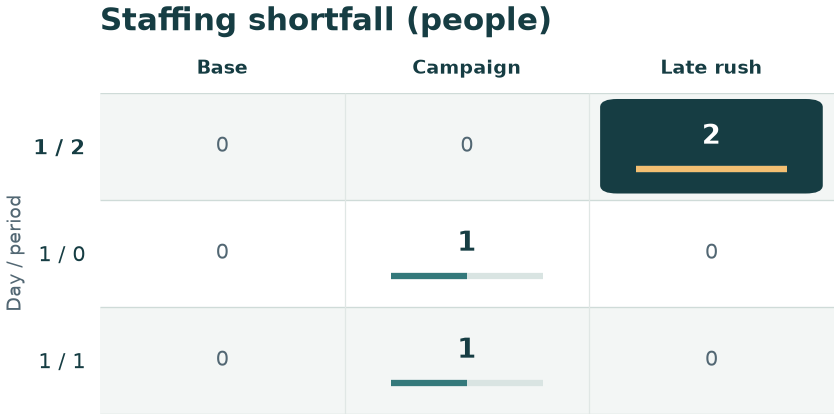 Staffing shortfall (people)
Base Campaign Late rush
Day / period
1 / 2 0 0 2
1 / 0 0 1 0
1 / 1 0 1 0